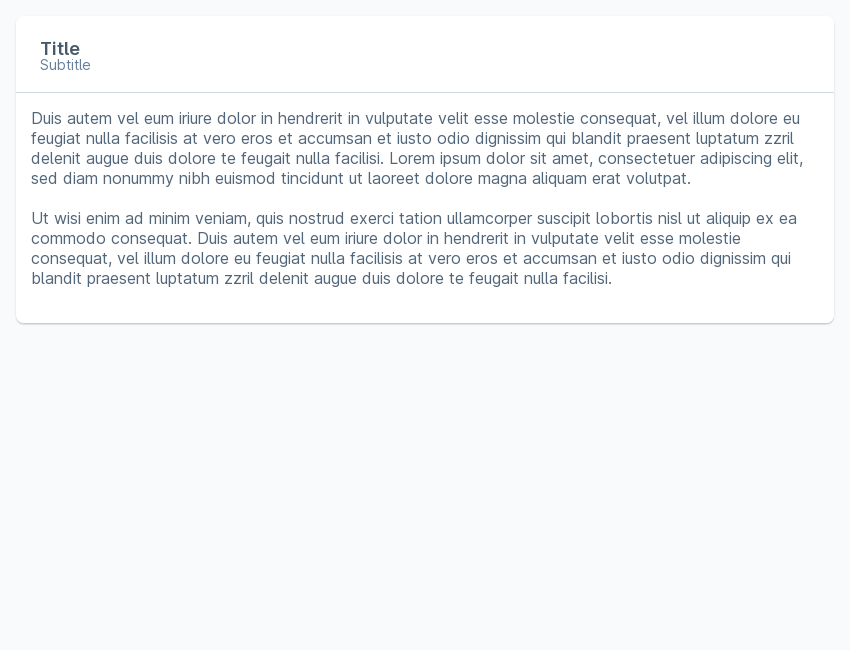 Title
Subtitle
Duis autem vel eum iriure dolor in hendrerit in vulputate velit esse molestie consequat, vel illum dolore eu
feugiat nulla facilisis at vero eros et accumsan et iusto odio dignissim qui blandit praesent luptatum zzril
delenit augue duis dolore te feugait nulla facilisi. Lorem ipsum dolor sit amet, consectetuer adipiscing elit,
sed diam nonummy nibh euismod tincidunt ut laoreet dolore magna aliquam erat volutpat.
Ut wisi enim ad minim veniam, quis nostrud exerci tation ullamcorper suscipit lobortis nisl ut aliquip ex ea
commodo consequat. Duis autem vel eum iriure dolor in hendrerit in vulputate velit esse molestie
consequat, vel illum dolore eu feugiat nulla facilisis at vero eros et accumsan et iusto odio dignissim qui
blandit praesent luptatum zzril delenit augue duis dolore te feugait nulla facilisi.